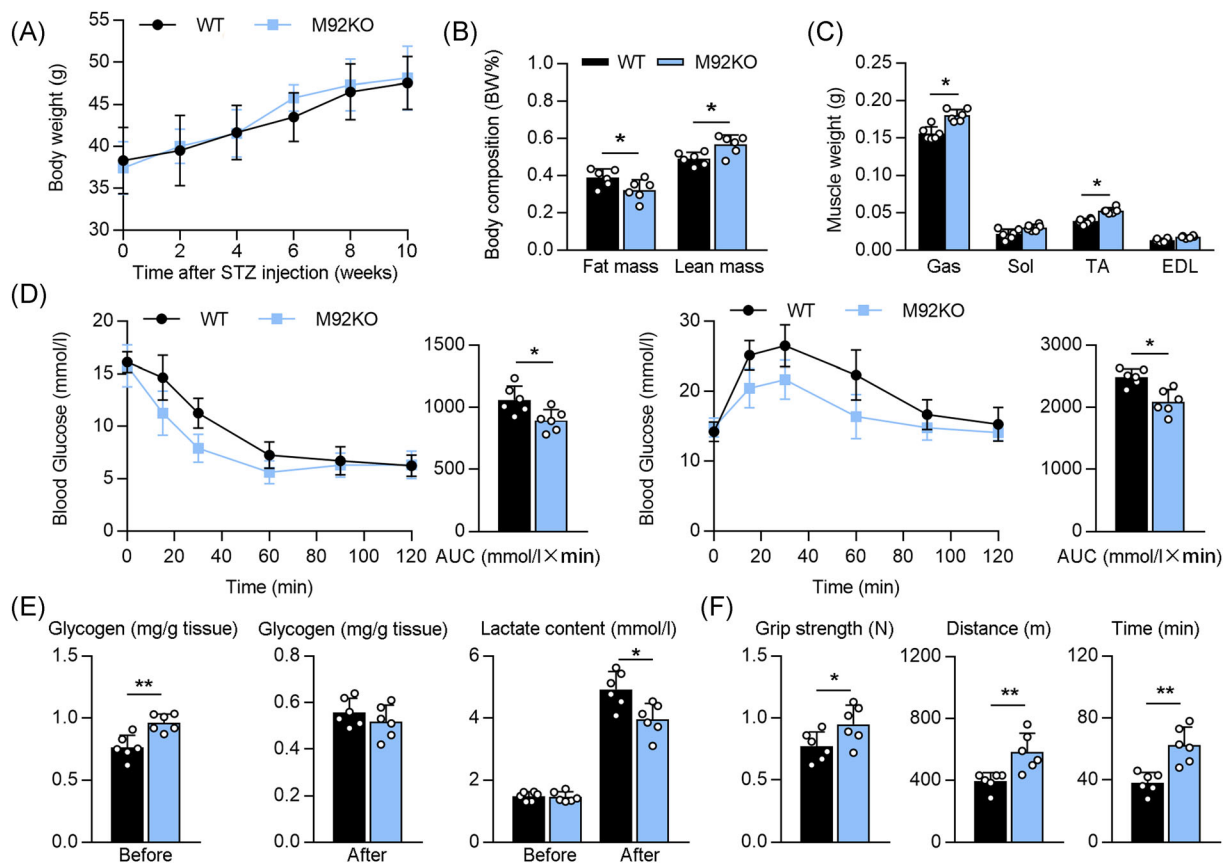 (A)
WT
M92KO
Body weight (g)
55
50
45
40
35
30
0
2
4
6
8
10
Time after STZ injection (weeks)
(B)
WT
M92KO
Body composition (BW%)
1.0
0.8
0.6
0.4
0.2
0.0
*
*
Fat mass
Lean mass
(C)
WT
M92KO
Muscle weight (g)
0.25
0.20
0.15
0.10
0.05
0.00
*
*
Gas
Sol
TA
EDL
(D)
WT
M92KO
Blood Glucose (mmol/l)
20
15
10
5
0
0
20
40
60
80
100
120
Time (min)
1500
1000
500
0
*
AUC (mmol/l×min)
WT
M92KO
Blood Glucose (mmol/l)
30
20
10
0
0
20
40
60
80
100
120
Time (min)
3000
2000
1000
0
*
AUC (mmol/l×min)
(E)
Glycogen (mg/g tissue)
1.5
1.0
0.5
0.0
**
Before
Glycogen (mg/g tissue)
0.8
0.6
0.4
0.2
0.0
After
Lactate content (mmol/l)
6
4
2
0
*
Before
After
(F)
Grip strength (N)
1.5
1.0
0.5
0.0
*
Distance (m)
1200
800
400
0
**
Time (min)
120
80
40
0
**